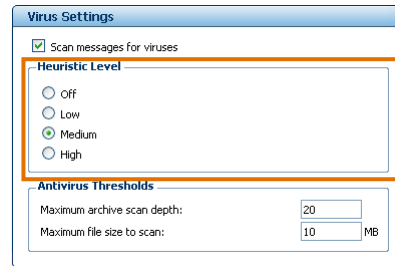 Virus Settings
Scan messages for viruses
Heuristic Level
Off
Low
Medium
High
Antivirus Thresholds
Maximum archive scan depth: 20
Maximum file size to scan: 10 MB